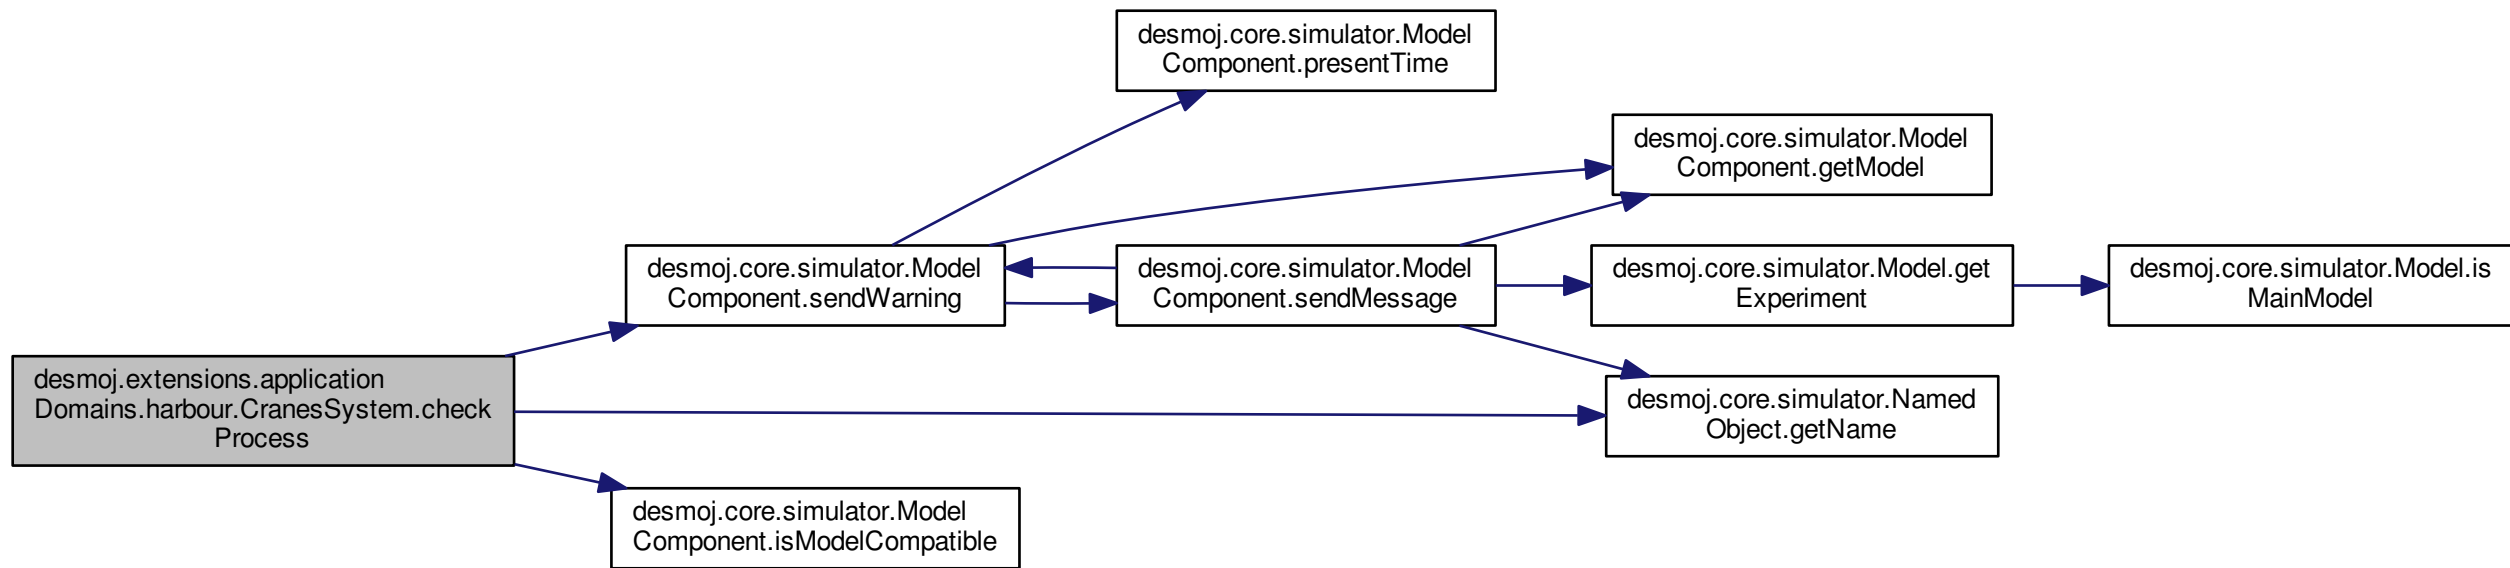 desmoj.core.simulator.Model
Component.presentTime
desmoj.core.simulator.Model
Component.getModel
desmoj.core.simulator.Model
Component.sendWarning
desmoj.core.simulator.Model
Component.sendMessage
desmoj.core.simulator.Model.get
Experiment
desmoj.core.simulator.Model.is
MainModel
desmoj.extensions.application
Domains.harbour.CranesSystem.check
Process
desmoj.core.simulator.Named
Object.getName
desmoj.core.simulator.Model
Component.isModelCompatible